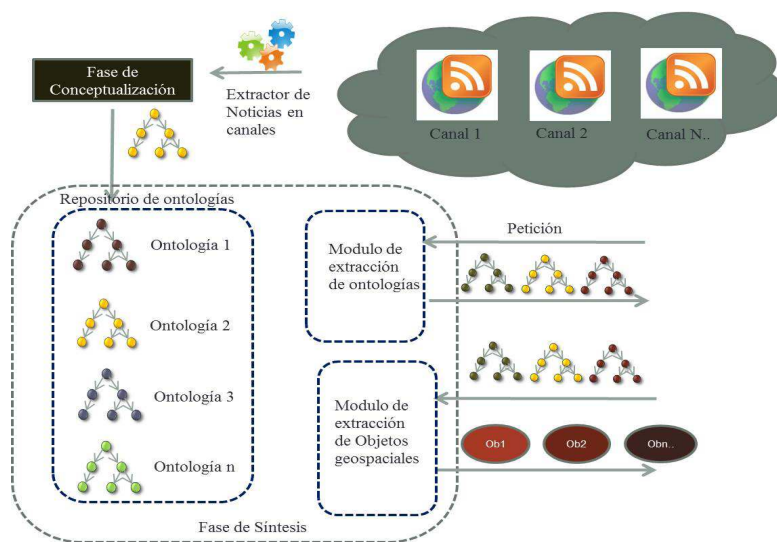 Fase de
Conceptualización
Extractor de
Noticias en
canales
Canal 1
Canal 2
Canal N..
Repositorio de ontologías
Ontología 1
Ontología 2
Ontología 3
Ontología n
Modulo de
extracción
de ontologías
Petición
Modulo de
extracción
de Objetos
geospaciales
Ob1
Ob2
Obn..
Fase de Síntesis